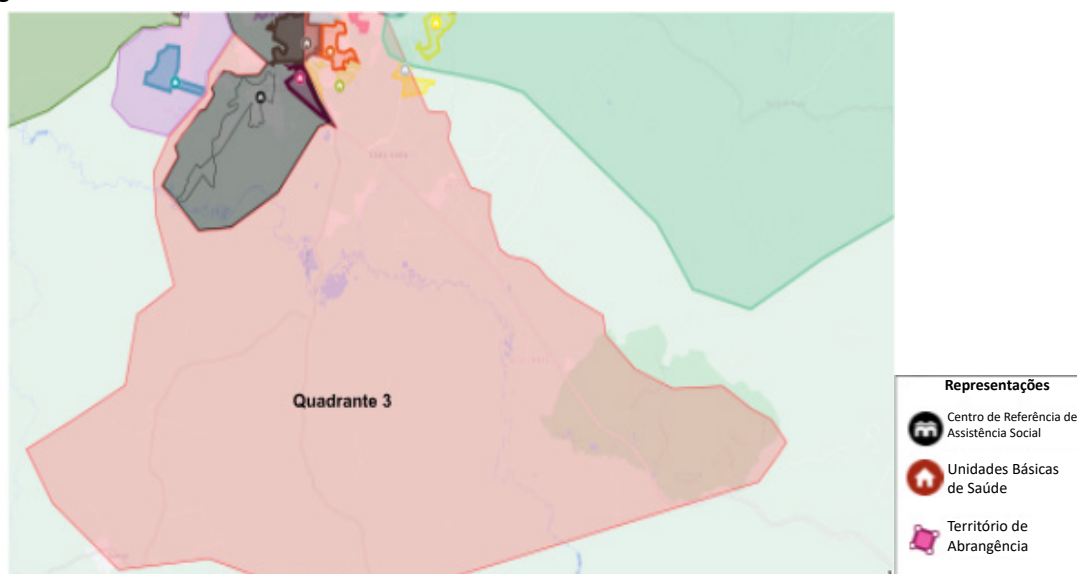 Quadrante 3
Representações
Centro de Referência de
Assistência Social
Unidades Básicas
de Saúde
Território de
Abrangência